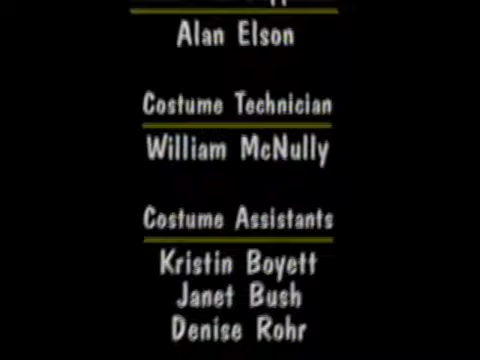 Alan Elson
Costume Technician
William McNully
Costume Assistants
Kristin Boyett
Janet Bush
Denise Rohr